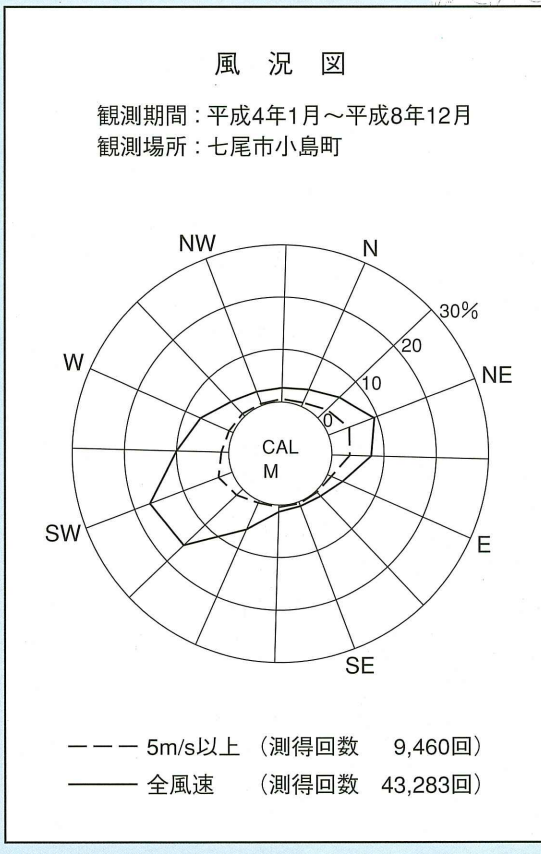 風 況 図
観測期間：平成4年1月～平成8年12月
観測場所：七尾市小島町
NW
N
30%
20
W
10
NE
0
CAL
M
SW
E
SE
5m/s以上 （測得回数 9,460回）
全風速 （測得回数 43,283回）